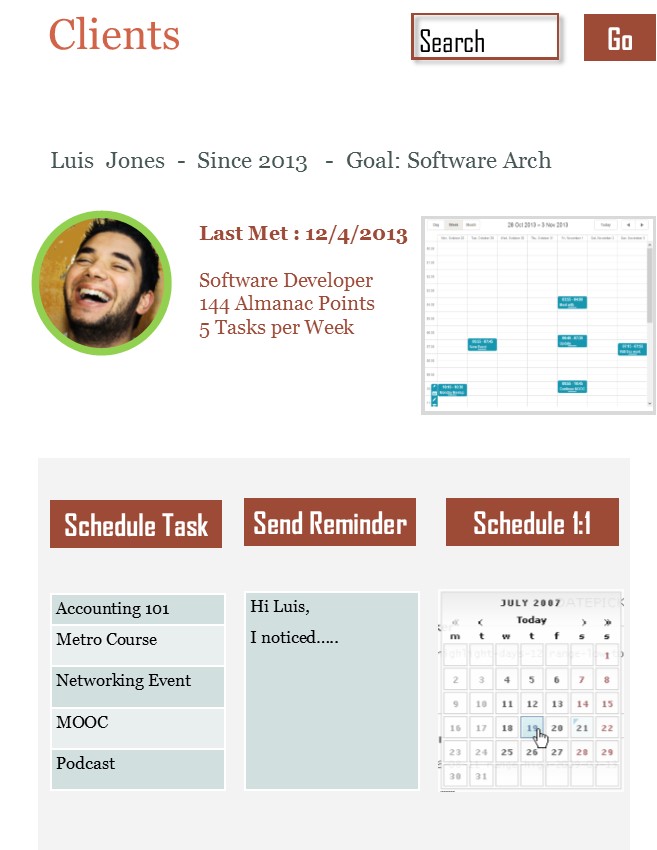 Clients
Search
Go
Luis Jones - Since 2013 - Goal: Software Arch
Last Met : 12/4/2013
Software Developer
144 Almanac Points
5 Tasks per Week
Day Week Month 28 Oct 2013 – 3 Nov 2013 Today
Schedule Task
Send Reminder
Schedule 1:1
Accounting 101
Metro Course
Networking Event
MOOC
Podcast
Hi Luis,
I noticed.....
JULY 2007
« ‹ Today › »
m t w t f s s
1
2 3 4 5 6 7 8
9 10 11 12 13 14 15
16 17 18 19 20 21 22
23 24 25 26 27 28 29
30 31